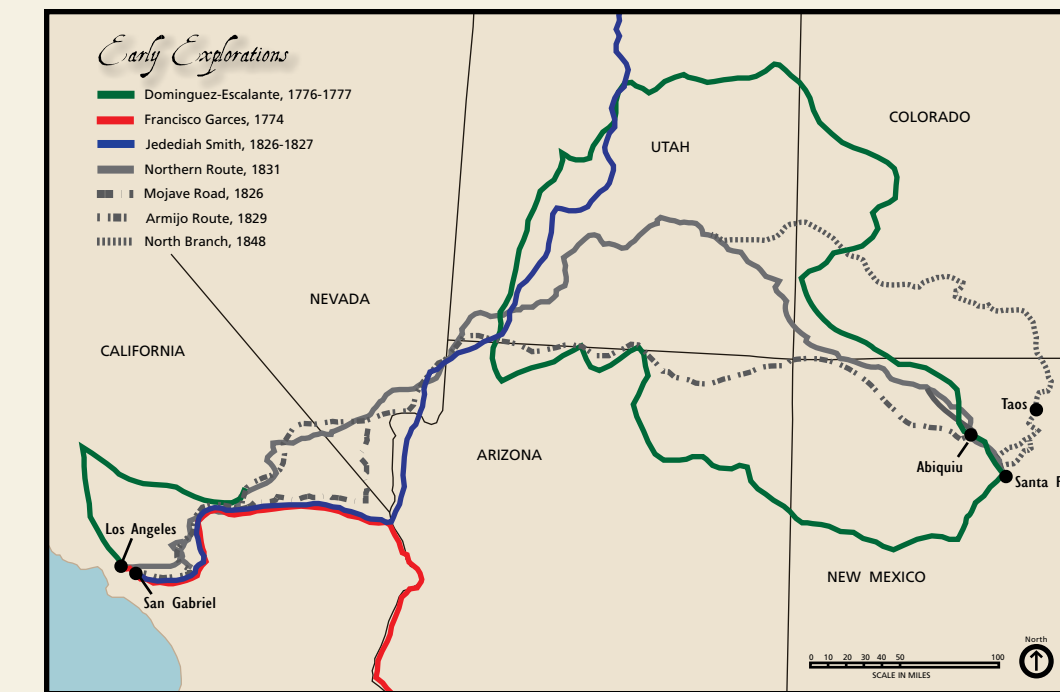 Early Explorations
Dominguez-Escalante, 1776-1777
Francisco Garces, 1774
Jedediah Smith, 1826-1827
Northern Route, 1831
Mojave Road, 1826
Armijo Route, 1829
North Branch, 1848
COLORADO
UTAH
NEVADA
CALIFORNIA
Taos
ARIZONA
Abiquiu
Santa F
Los Angeles
NEW MEXICO
San Gabriel
North
0 10 20 30 40 50 100
SCALE IN MILES